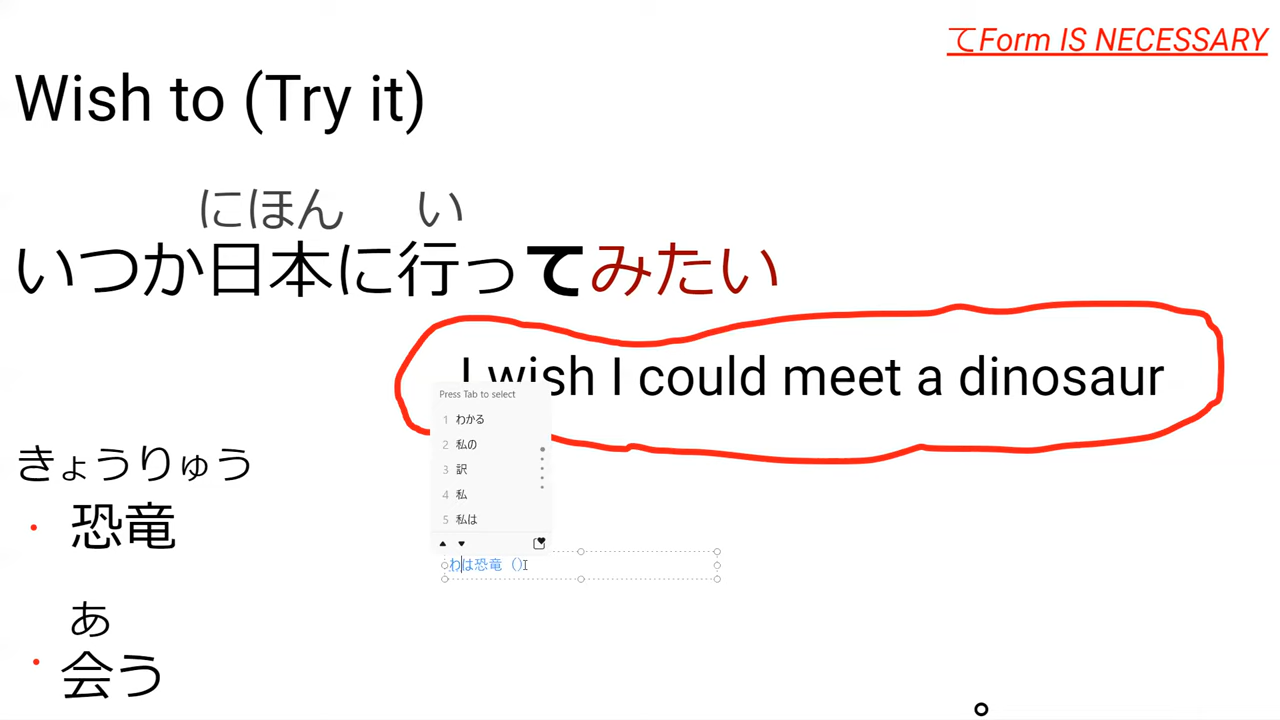 てForm IS NECESSARY
Wish to (Try it)
にほん い
いつか日本に行ってみたい
I wish I could meet a dinosaur
Press Tab to select
1 わかる
2 私の
3 訳
4 私
5 私は
わは恐竜（）
きょうりゅう
恐竜
あ
会う